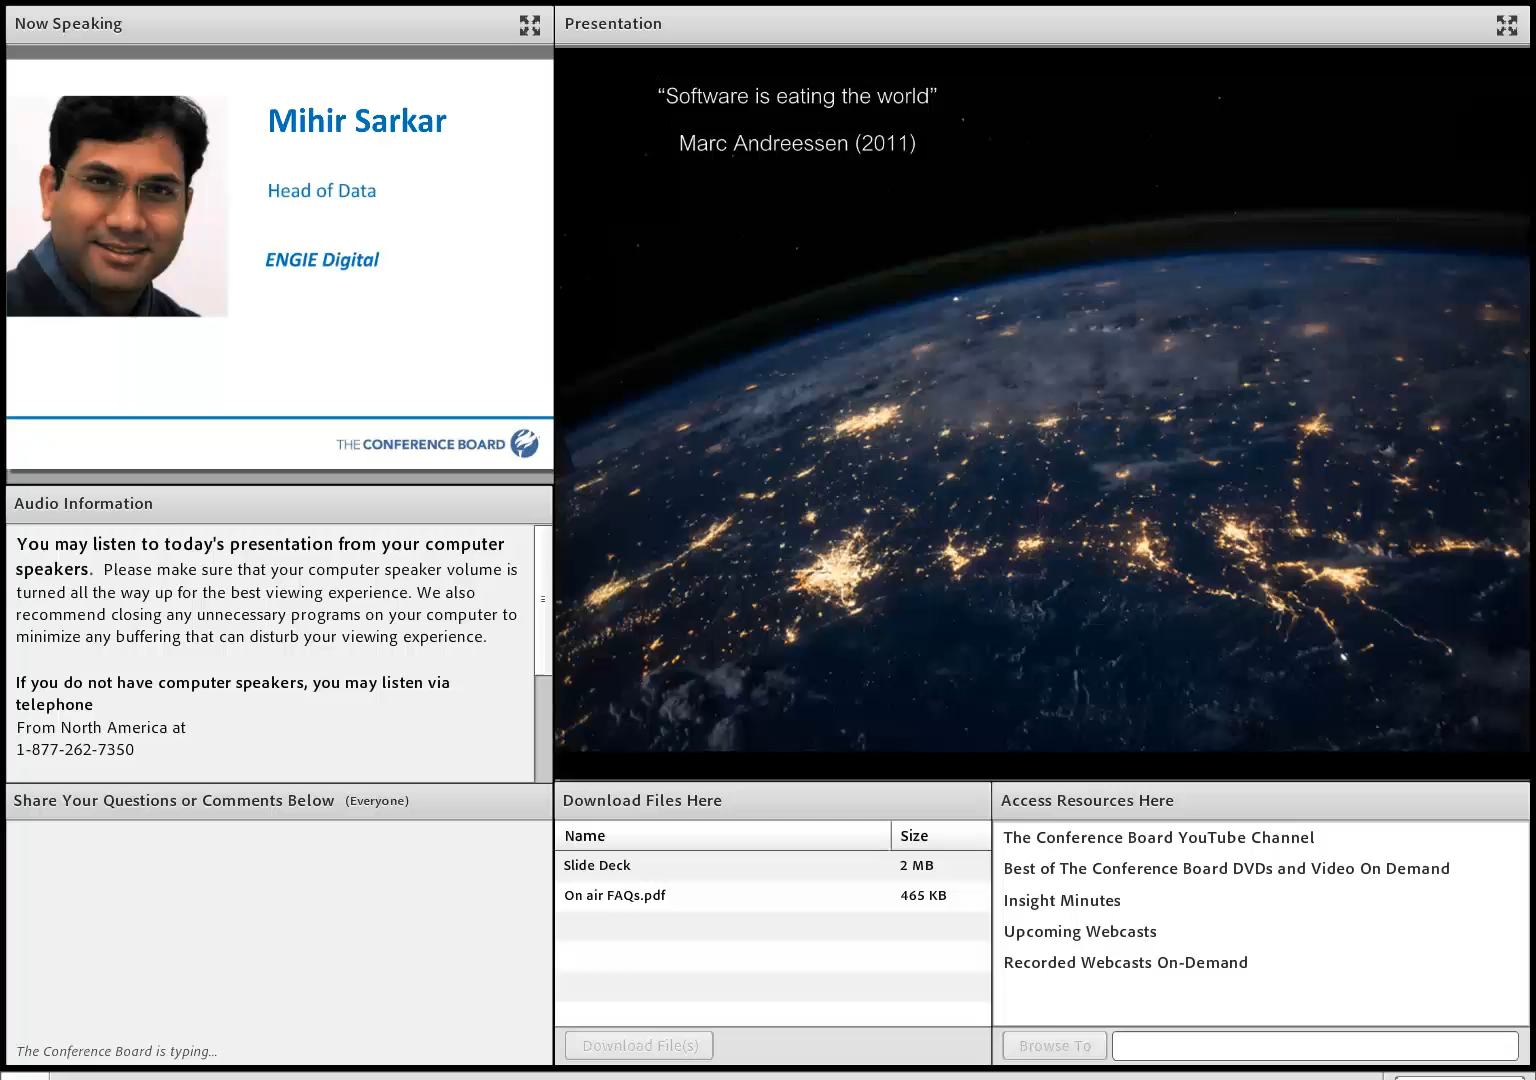 Now Speaking
Mihir Sarkar
Head of Data
ENGIE Digital
THE CONFERENCE BOARD
Audio Information
You may listen to today's presentation from your computer
speakers.  Please make sure that your computer speaker volume is
turned all the way up for the best viewing experience. We also
recommend closing any unnecessary programs on your computer to
minimize any buffering that can disturb your viewing experience.
If you do not have computer speakers, you may listen via
telephone
From North America at
1-877-262-7350
Share Your Questions or Comments Below (Everyone)
The Conference Board is typing...
Presentation
“Software is eating the world”
Marc Andreessen (2011)
Download Files Here
Name Size
Slide Deck 2 MB
On air FAQs.pdf 465 KB
Download File(s)
Access Resources Here
The Conference Board YouTube Channel
Best of The Conference Board DVDs and Video On Demand
Insight Minutes
Upcoming Webcasts
Recorded Webcasts On-Demand
Browse To